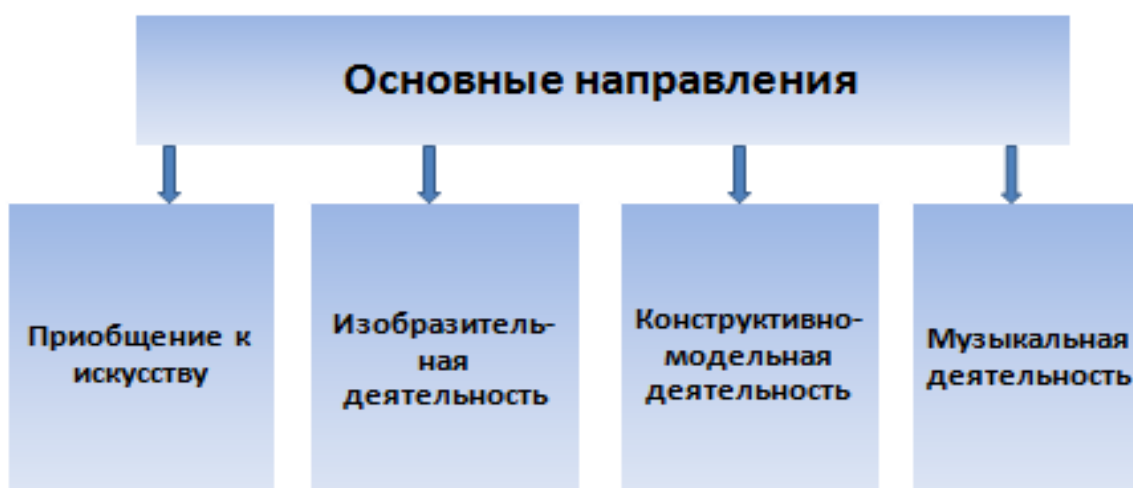 Основные направления
Приобщение к
искусству
Изобразитель-
ная
деятельность
Конструктивно-
модельная
деятельность
Музыкальная
деятельность